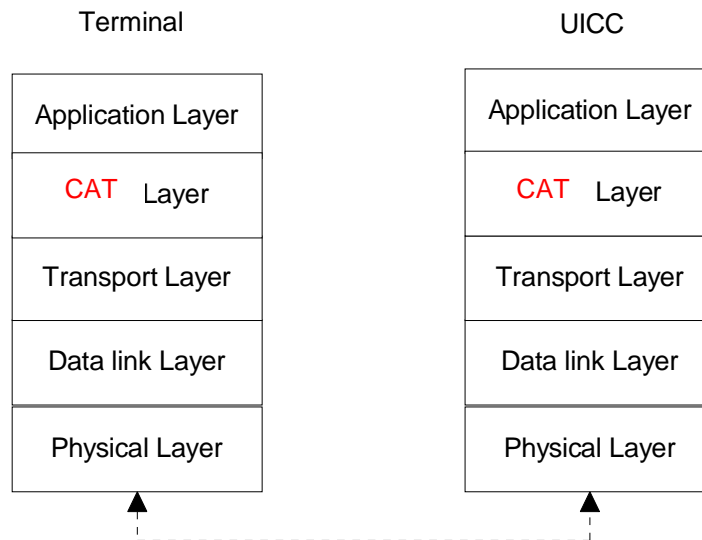 Terminal
UICC
Application Layer
Application Layer
CAT Layer
CAT Layer
Transport Layer
Transport Layer
Data link Layer
Data link Layer
Physical Layer
Physical Layer